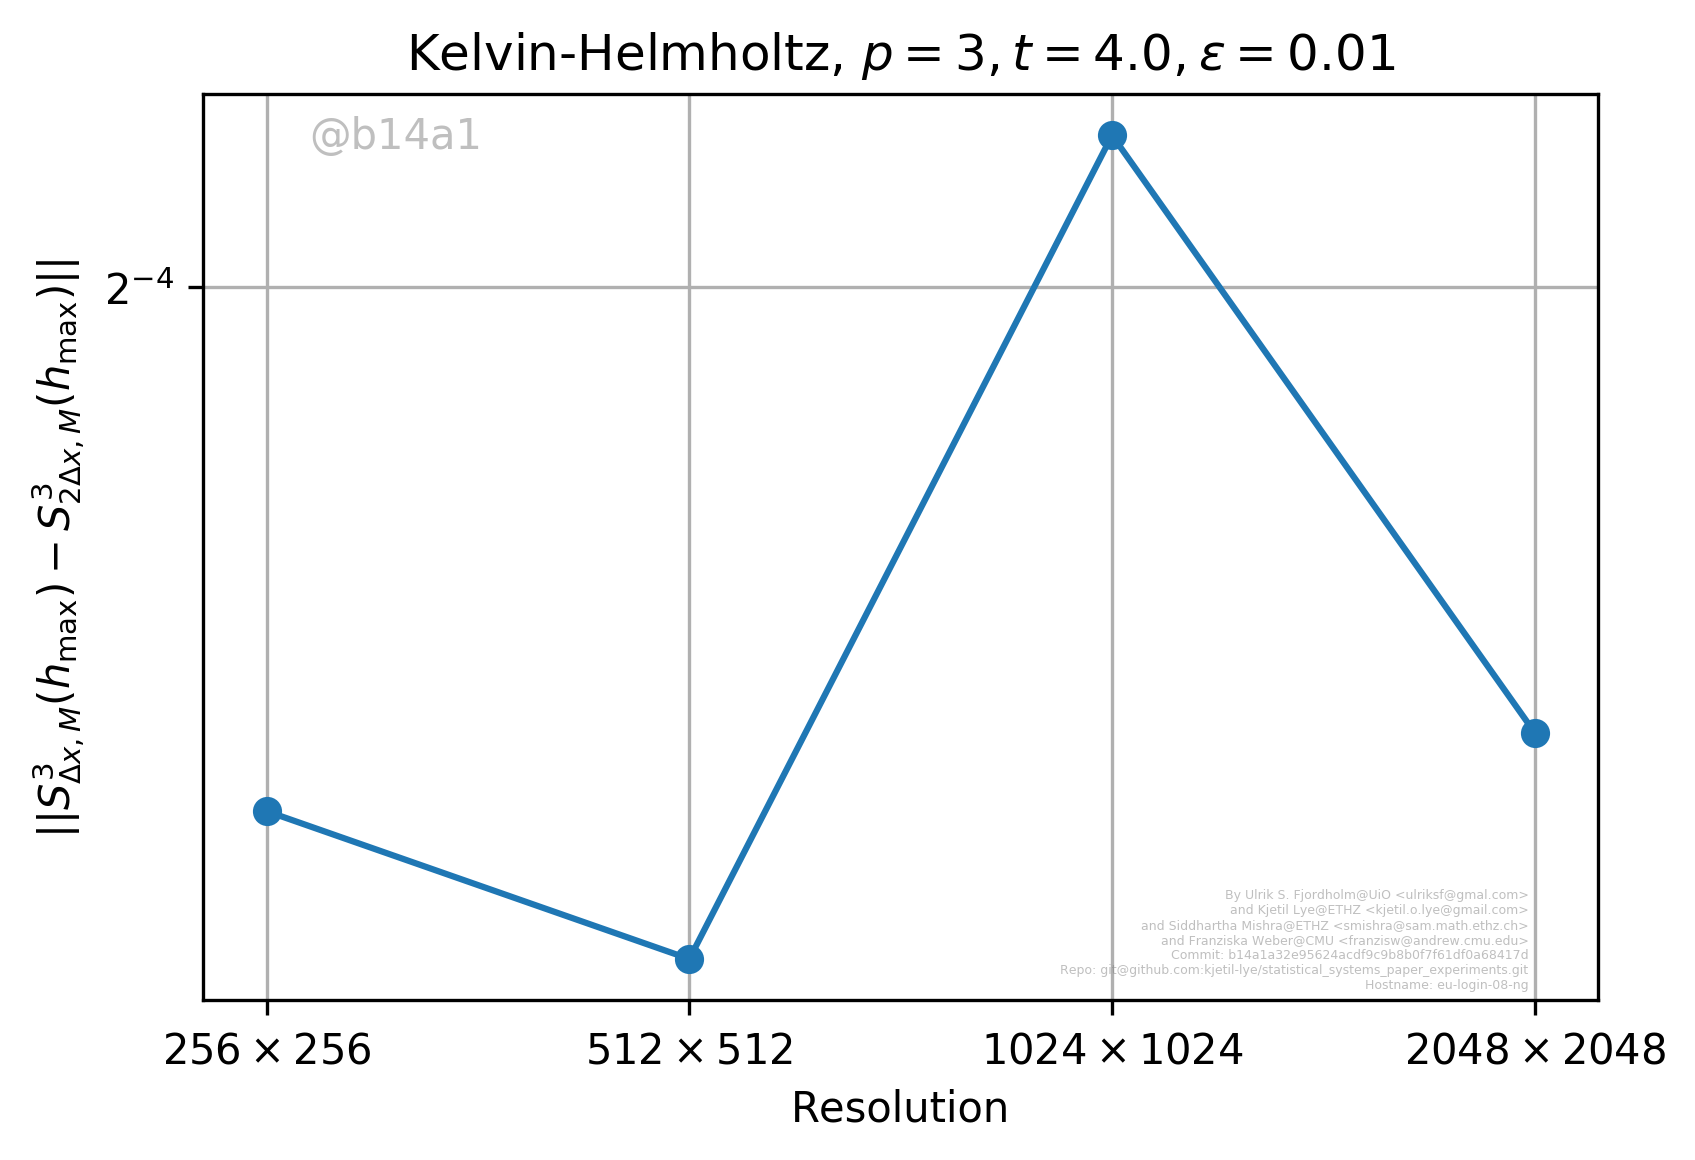 Kelvin-Helmholtz, p = 3, t = 4.0, ε = 0.01
@b14a1
||S³_{Δx, M}(h_max) − S³_{2Δx, M}(h_max)||
2⁻⁴
By Ulrik S. Fjordholm@UiO <ulriksf@gmal.com>
and Kjetil Lye@ETHZ <kjetil.o.lye@gmail.com>
and Siddhartha Mishra@ETHZ <smishra@sam.math.ethz.ch>
and Franziska Weber@CMU <franzisw@andrew.cmu.edu>
Commit: b14a1a32e95624acdf9c9b8b0f7f61df0a68417d
Repo: git@github.com:kjetil-lye/statistical_systems_paper_experiments.git
Hostname: eu-login-08-ng
256 × 256 512 × 512 1024 × 1024 2048 × 2048
Resolution